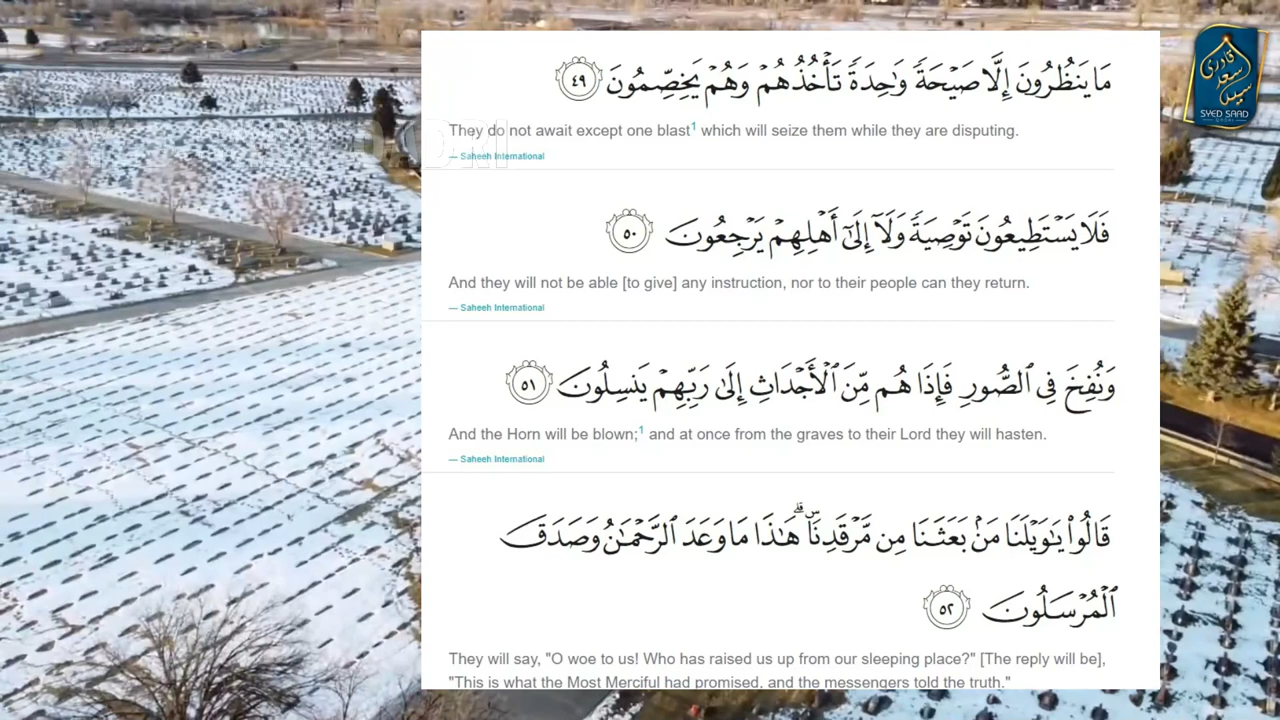 مَا يَنظُرُونَ إِلَّا صَيْحَةً وَٰحِدَةً تَأْخُذُهُمْ وَهُمْ يَخِصِّمُونَ ٤٩
They do not await except one blast1 which will seize them while they are disputing.
— Saheeh International
فَلَا يَسْتَطِيعُونَ تَوْصِيَةً وَلَآ إِلَىٰٓ أَهْلِهِمْ يَرْجِعُونَ ٥٠
And they will not be able [to give] any instruction, nor to their people can they return.
— Saheeh International
وَنُفِخَ فِى ٱلصُّورِ فَإِذَا هُم مِّنَ ٱلْأَجْدَاثِ إِلَىٰ رَبِّهِمْ يَنسِلُونَ ٥١
And the Horn will be blown;1 and at once from the graves to their Lord they will hasten.
— Saheeh International
قَالُوا۟ يَـٰوَيْلَنَا مَنۢ بَعَثَنَا مِن مَّرْقَدِنَا ۜ ۗ هَـٰذَا مَا وَعَدَ ٱلرَّحْمَـٰنُ وَصَدَقَ
ٱلْمُرْسَلُونَ ٥٢
They will say, "O woe to us! Who has raised us up from our sleeping place?" [The reply will be],
"This is what the Most Merciful had promised, and the messengers told the truth."
سید سعد قادری
SYED SAAD
QADRI